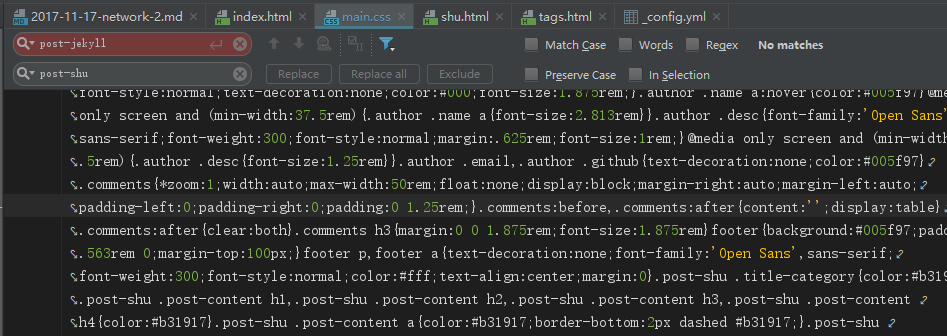 2017-11-17-network-2.md index.html main.css shu.html tags.html _config.yml
post-jekyll Match Case Words Regex No matches
post-shu Replace Replace all Exclude Preserve Case In Selection
font-style:normal;text-decoration:none;color:#000;font-size:1.875rem;}.author .name a:hover{color:#005f97}@me
only screen and (min-width:37.5rem){.author .name a{font-size:2.813rem}}.author .desc{font-family:'Open Sans'
sans-serif;font-weight:300;font-style:normal;margin:.625rem;font-size:1rem;}@media only screen and (min-width
.5rem){.author .desc{font-size:1.25rem}}.author .email,.author .github{text-decoration:none;color:#005f97}
.comments{*zoom:1;width:auto;max-width:50rem;float:none;display:block;margin-right:auto;margin-left:auto;
padding-left:0;padding-right:0;padding:0 1.25rem;}.comments:before,.comments:after{content:'';display:table}.
.comments:after{clear:both}.comments h3{margin:0 0 1.875rem;font-size:1.875rem}footer{background:#005f97;padd
.563rem 0;margin-top:100px;}footer p,footer a{text-decoration:none;font-family:'Open Sans',sans-serif;
font-weight:300;font-style:normal;color:#fff;text-align:center;margin:0}.post-shu .title-category{color:#b319
.post-shu .post-content h1,.post-shu .post-content h2,.post-shu .post-content h3,.post-shu .post-content
h4{color:#b31917}.post-shu .post-content a{color:#b31917;border-bottom:2px dashed #b31917;}.post-shu